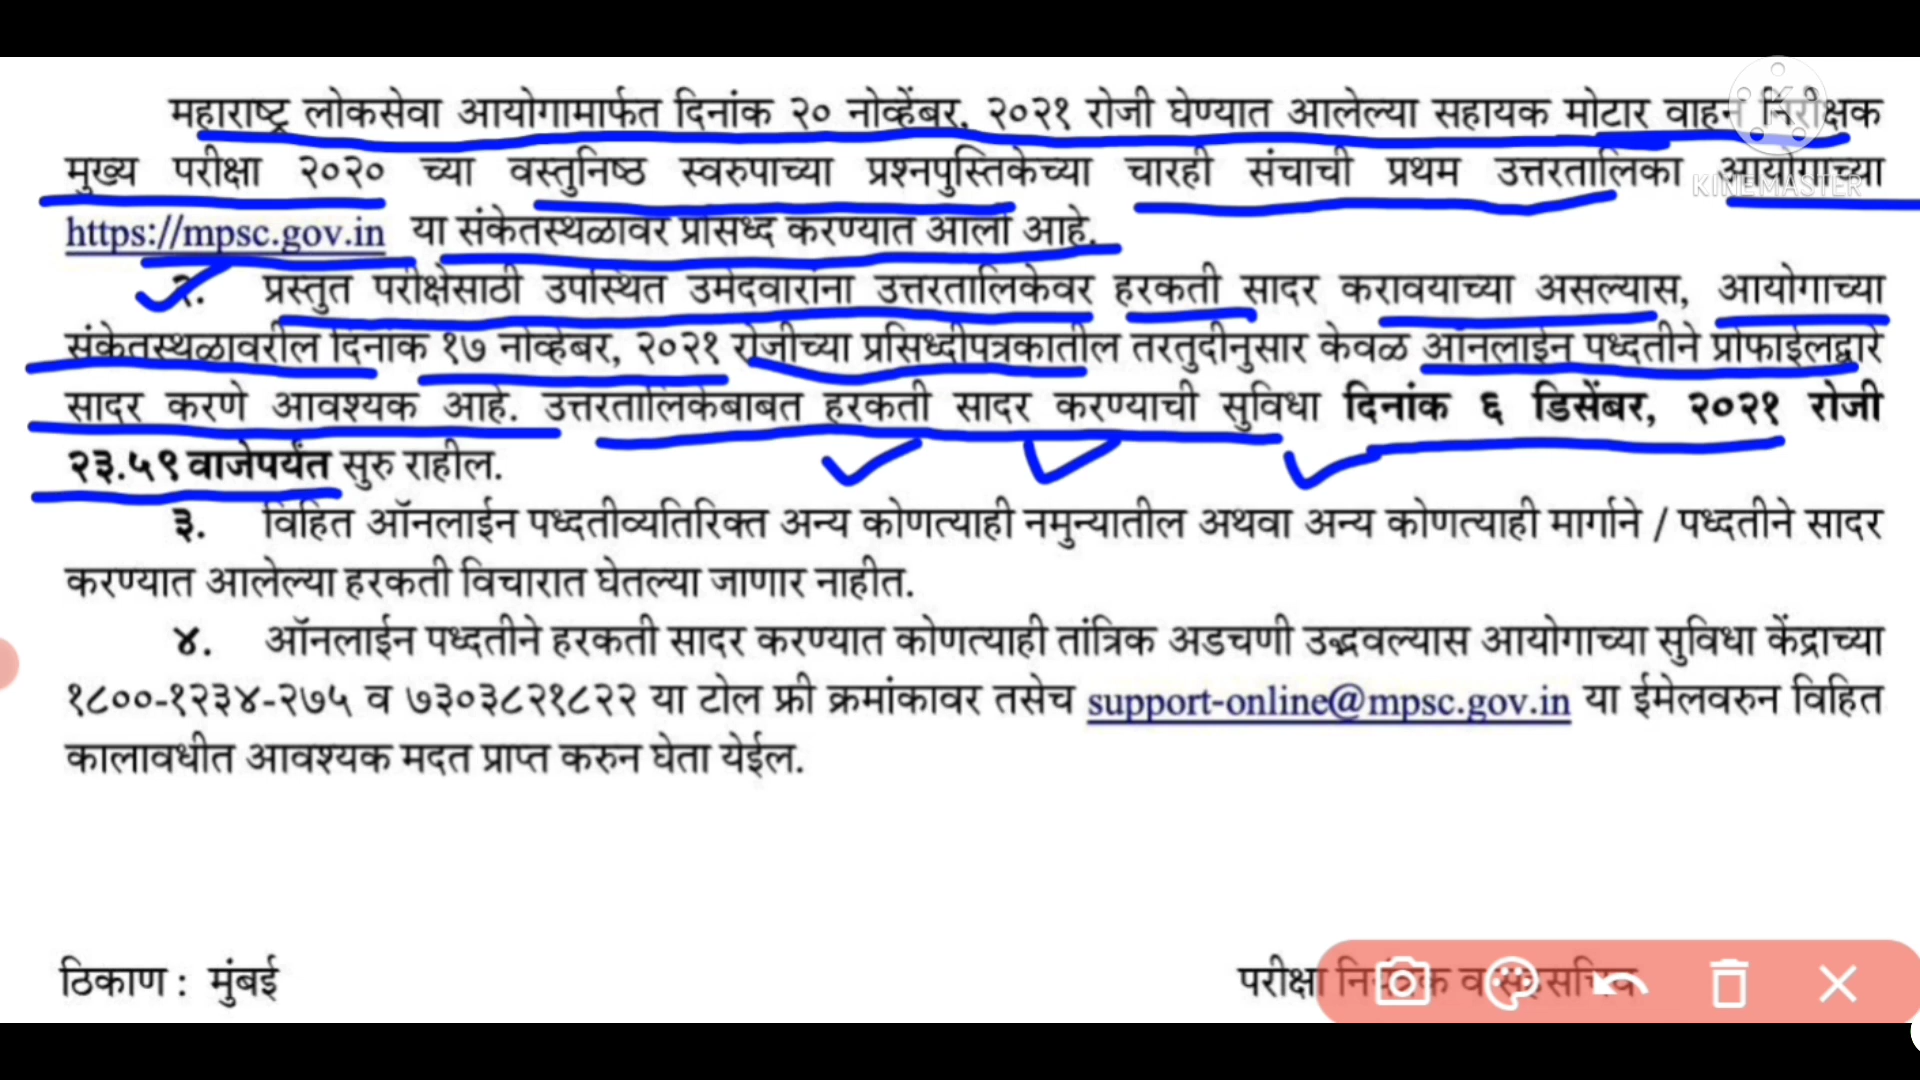 महाराष्ट्र लोकसेवा आयोगामार्फत दिनांक २० नोव्हेंबर, २०२१ रोजी घेण्यात आलेल्या सहायक मोटार वाहन निरीक्षक
मुख्य परीक्षा २०२० च्या वस्तुनिष्ठ स्वरुपाच्या प्रश्नपुस्तिकेच्या चारही संचाची प्रथम उत्तरतालिका आयोगाच्या
KINEMASTER
https://mpsc.gov.in या संकेतस्थळावर प्रसिध्द करण्यात आली आहे.
२. प्रस्तुत परीक्षेसाठी उपस्थित उमेदवारांना उत्तरतालिकेवर हरकती सादर करावयाच्या असल्यास, आयोगाच्या
संकेतस्थळावरील दिनांक १७ नोव्हेंबर, २०२१ रोजीच्या प्रसिध्दीपत्रकातील तरतुदीनुसार केवळ ऑनलाईन पध्दतीने प्रोफाईलद्वारे
सादर करणे आवश्यक आहे. उत्तरतालिकेबाबत हरकती सादर करण्याची सुविधा दिनांक ६ डिसेंबर, २०२१ रोजी
२३.५९ वाजेपर्यंत सुरु राहील.
३. विहित ऑनलाईन पध्दतीव्यतिरिक्त अन्य कोणत्याही नमुन्यातील अथवा अन्य कोणत्याही मार्गाने / पध्दतीने सादर
करण्यात आलेल्या हरकती विचारात घेतल्या जाणार नाहीत.
४. ऑनलाईन पध्दतीने हरकती सादर करण्यात कोणत्याही तांत्रिक अडचणी उद्भवल्यास आयोगाच्या सुविधा केंद्राच्या
१८००-१२३४-२७५ व ७३०३८२१८२२ या टोल फ्री क्रमांकावर तसेच support-online@mpsc.gov.in या ईमेलवरुन विहित
कालावधीत आवश्यक मदत प्राप्त करुन घेता येईल.
ठिकाण : मुंबई
परीक्षा नियंत्रक व सहसचिव